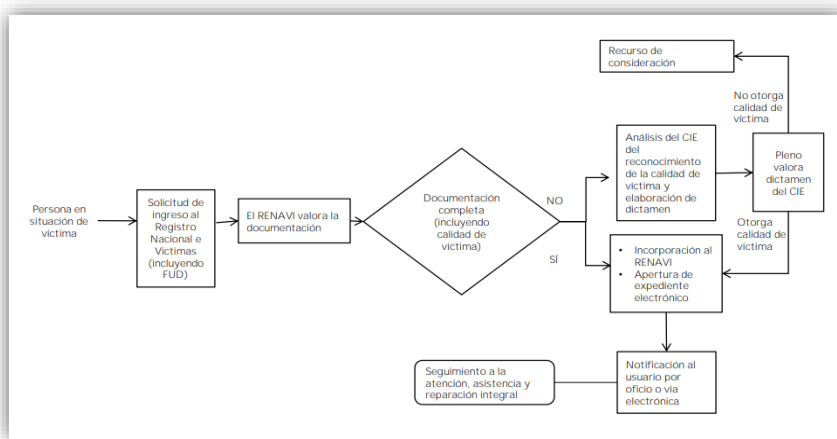 Persona en
situación de
víctima
Solicitud de
ingreso al
Registro
Nacional e
Víctimas
(incluyendo
FUD)
El RENAVI valora la
documentación
Documentación
completa
(incluyendo
calidad de
víctima)
NO
SÍ
Análisis del CIE
del
reconocimiento
de la calidad de
víctima y
elaboración de
dictamen
Pleno
valora
dictamen
del CIE
No otorga
calidad de
víctima
Recurso de
consideración
Otorga
calidad de
víctima
• Incorporación al
RENAVI
• Apertura de
expediente
electrónico
Notificación al
usuario por
oficio o vía
electrónica
Seguimiento a la
atención, asistencia y
reparación integral